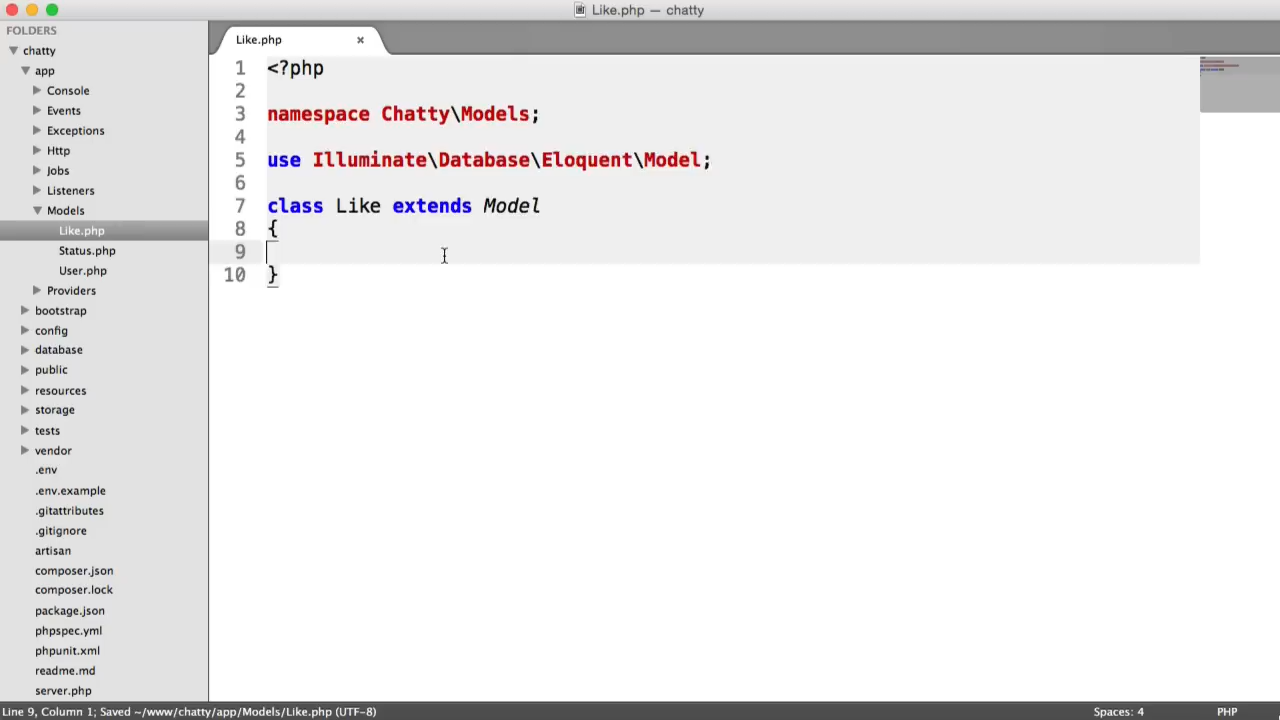 Like.php — chatty
FOLDERS
chatty
app
Console
Events
Exceptions
Http
Jobs
Listeners
Models
Like.php
Status.php
User.php
Providers
bootstrap
config
database
public
resources
storage
tests
vendor
.env
.env.example
.gitattributes
.gitignore
artisan
composer.json
composer.lock
package.json
phpspec.yml
phpunit.xml
readme.md
server.php
Like.php ×
1 <?php
2
3 namespace Chatty\Models;
4
5 use Illuminate\Database\Eloquent\Model;
6
7 class Like extends Model
8 {
9
10 }
Line 9, Column 1; Saved ~/www/chatty/app/Models/Like.php (UTF-8)
Spaces: 4
PHP